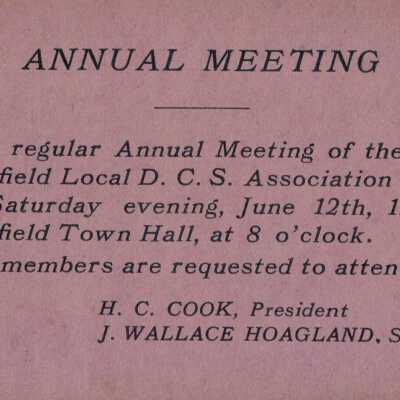 ANNUAL MEETING
regular Annual Meeting of the
field Local D. C. S. Association
Saturday evening, June 12th, 1
field Town Hall, at 8 o'clock.
members are requested to atten
H. C. COOK, President
J. WALLACE HOAGLAND, S